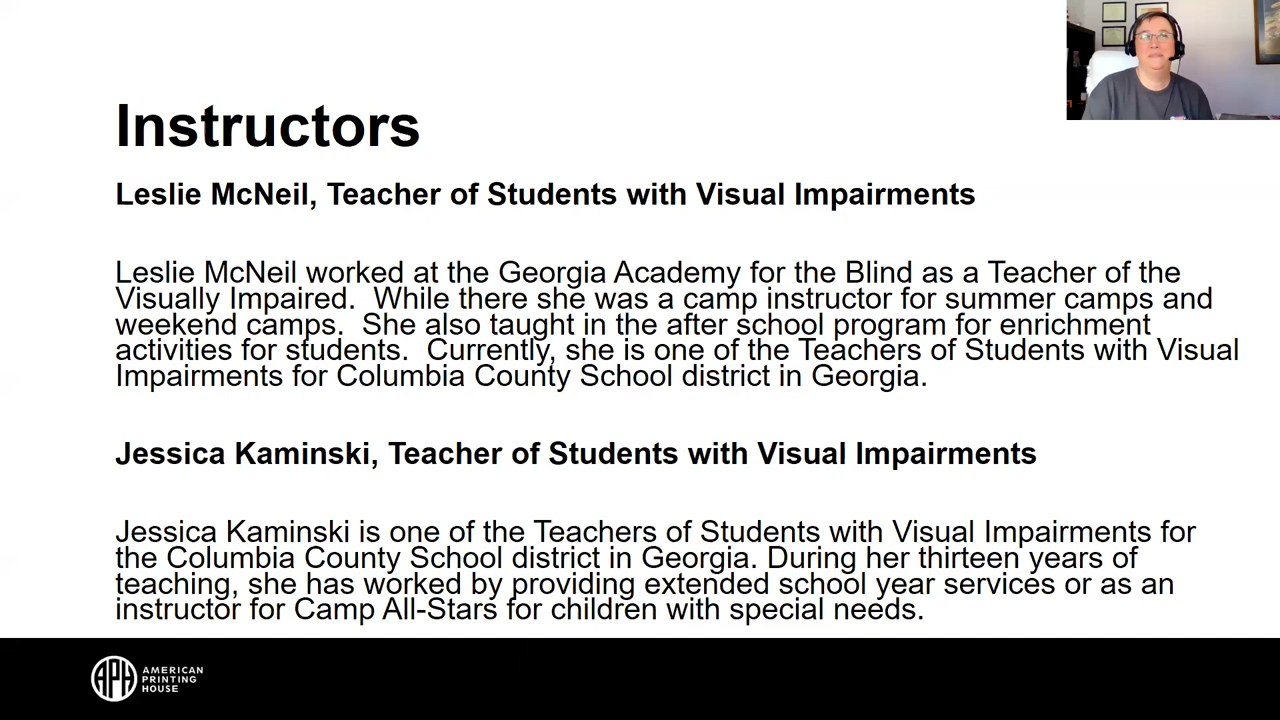 Instructors
Leslie McNeil, Teacher of Students with Visual Impairments
Leslie McNeil worked at the Georgia Academy for the Blind as a Teacher of the
Visually Impaired.  While there she was a camp instructor for summer camps and
weekend camps.  She also taught in the after school program for enrichment
activities for students.  Currently, she is one of the Teachers of Students with Visual
Impairments for Columbia County School district in Georgia.
Jessica Kaminski, Teacher of Students with Visual Impairments
Jessica Kaminski is one of the Teachers of Students with Visual Impairments for
the Columbia County School district in Georgia. During her thirteen years of
teaching, she has worked by providing extended school year services or as an
instructor for Camp All-Stars for children with special needs.
APH
AMERICAN
PRINTING
HOUSE